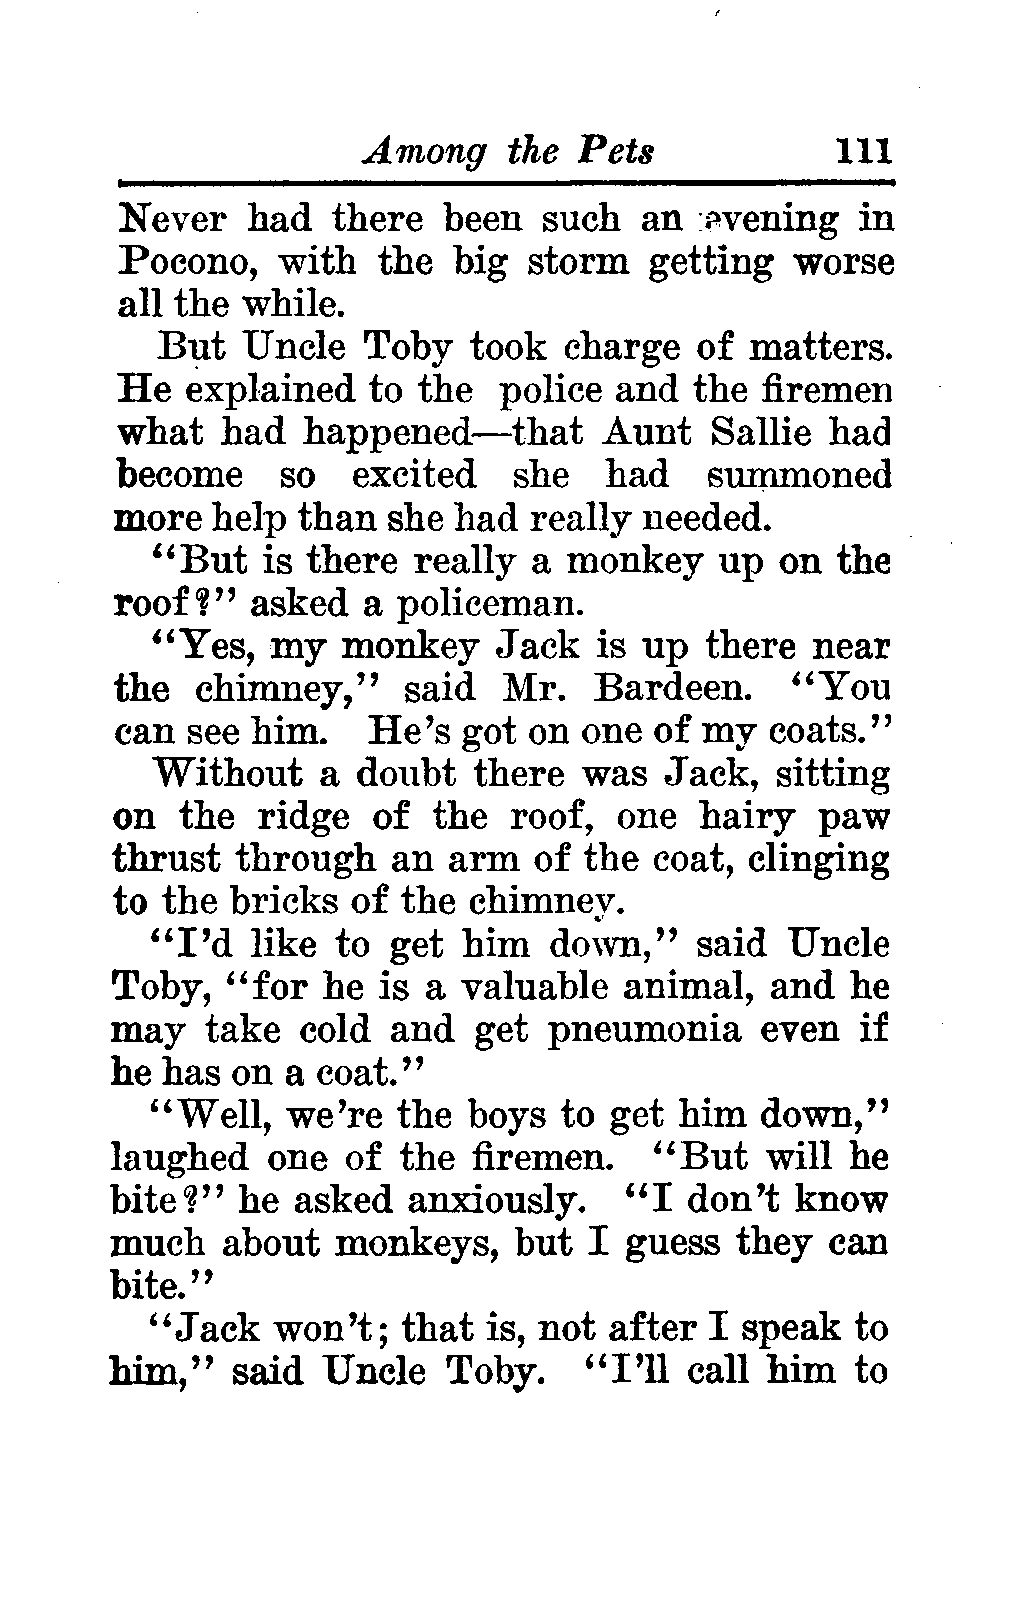 Among the Pets 111
Never had there been such an evening in
Pocono, with the big storm getting worse
all the while.
But Uncle Toby took charge of matters.
He explained to the police and the firemen
what had happened—that Aunt Sallie had
become so excited she had summoned
more help than she had really needed.
"But is there really a monkey up on the
roof?" asked a policeman.
"Yes, my monkey Jack is up there near
the chimney," said Mr. Bardeen. "You
can see him. He's got on one of my coats."
Without a doubt there was Jack, sitting
on the ridge of the roof, one hairy paw
thrust through an arm of the coat, clinging
to the bricks of the chimney.
"I'd like to get him down," said Uncle
Toby, "for he is a valuable animal, and he
may take cold and get pneumonia even if
he has on a coat."
"Well, we're the boys to get him down,"
laughed one of the firemen. "But will he
bite?" he asked anxiously. "I don't know
much about monkeys, but I guess they can
bite."
"Jack won't; that is, not after I speak to
him," said Uncle Toby. "I'll call him to